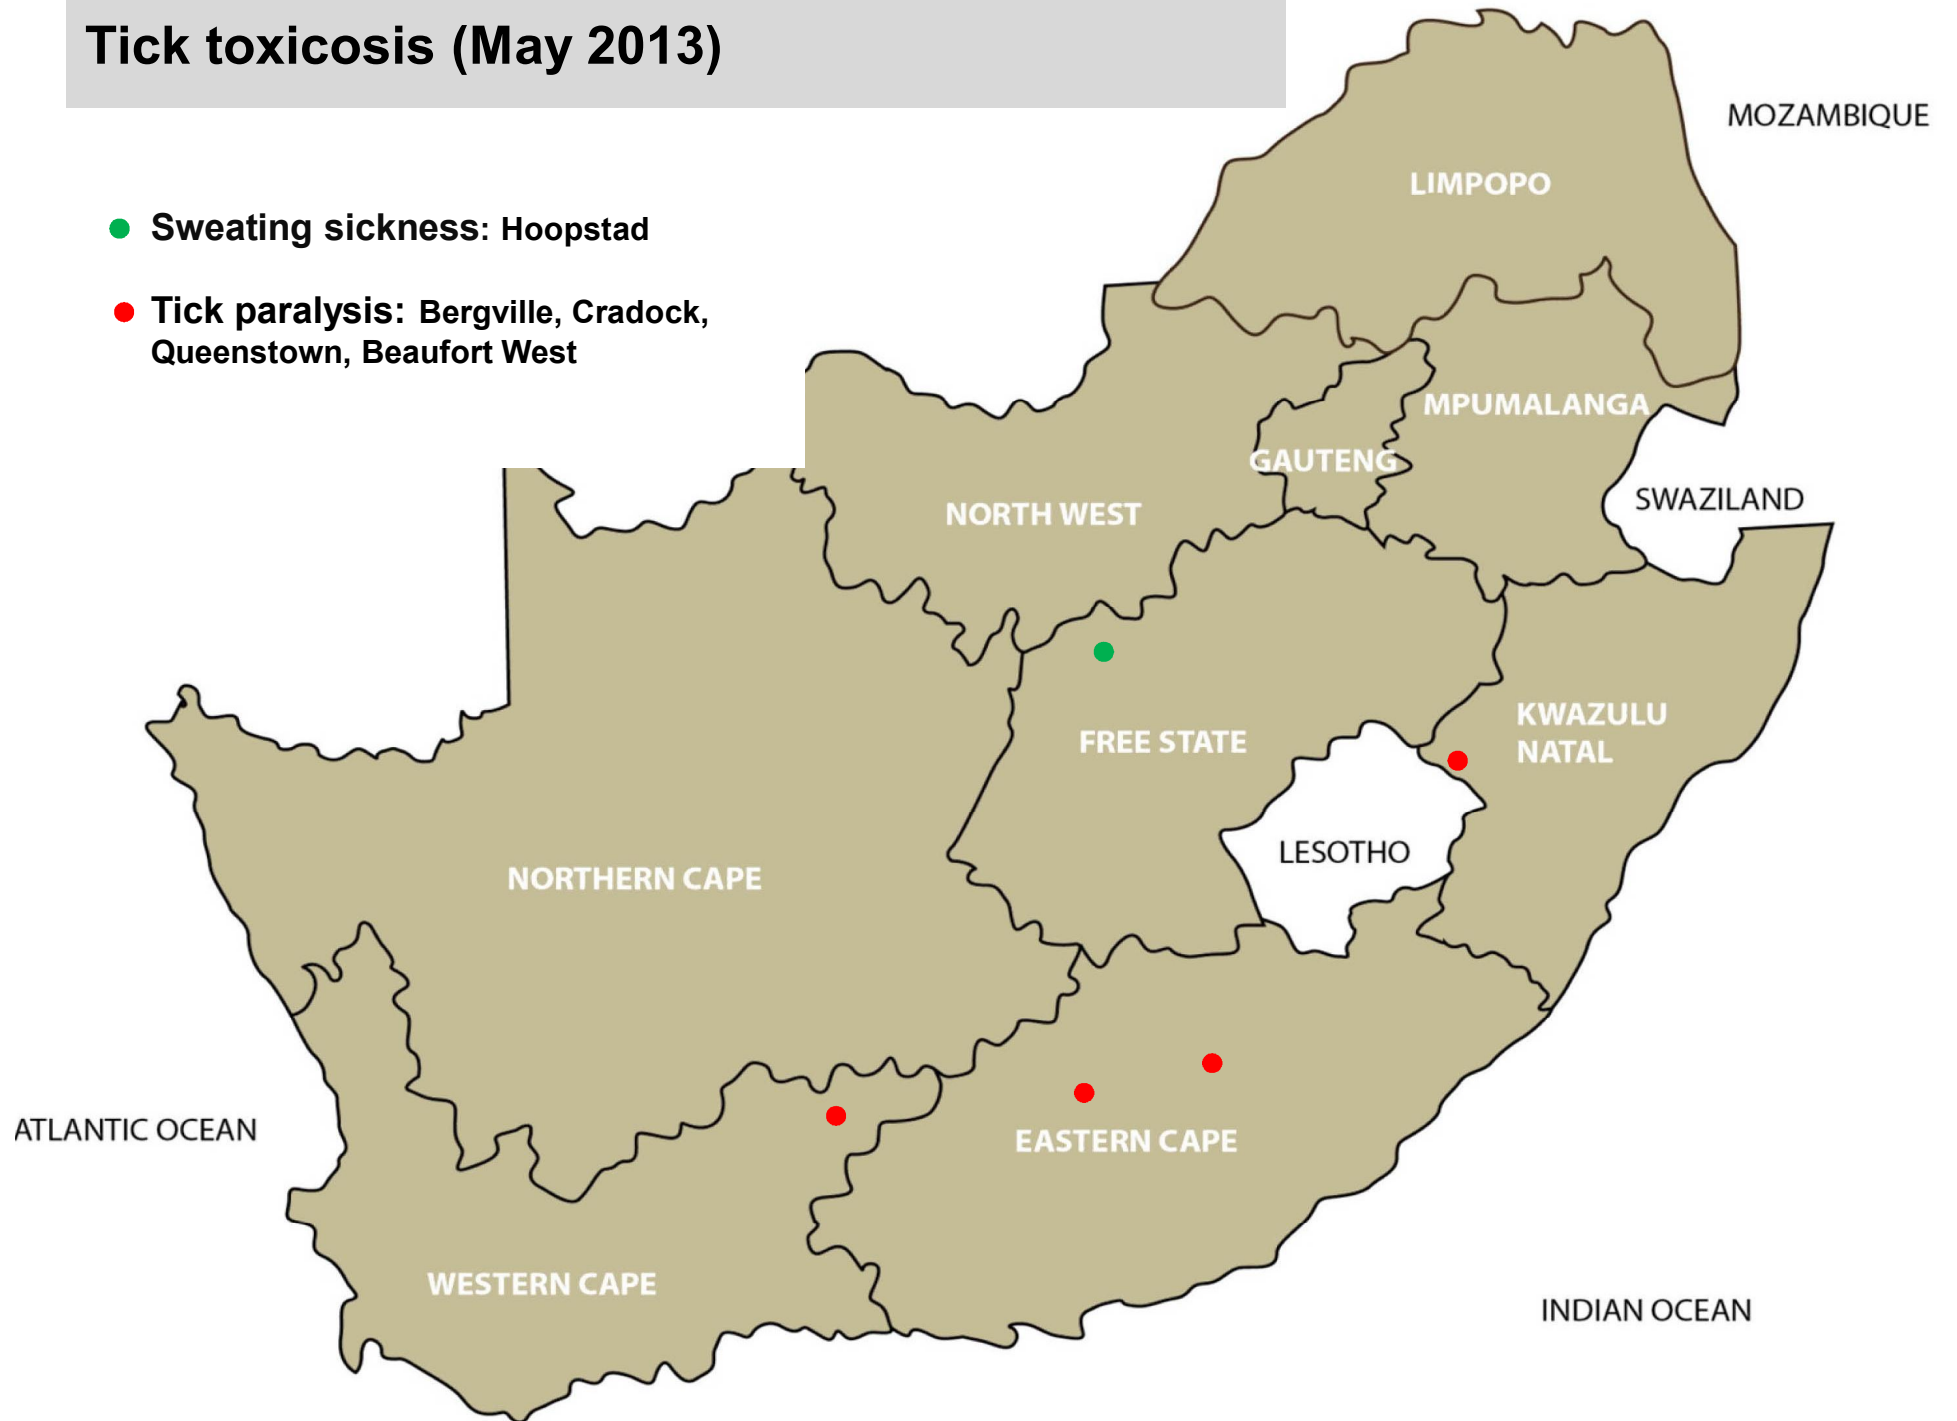 Tick toxicosis (May 2013)
MOZAMBIQUE
LIMPOPO
Sweating sickness: Hoopstad
Tick paralysis: Bergville, Cradock,
Queenstown, Beaufort West
MPUMALANGA
GAUTENG
SWAZILAND
NORTH WEST
KWAZULU
NATAL
FREE STATE
LESOTHO
NORTHERN CAPE
ATLANTIC OCEAN
EASTERN CAPE
WESTERN CAPE
INDIAN OCEAN